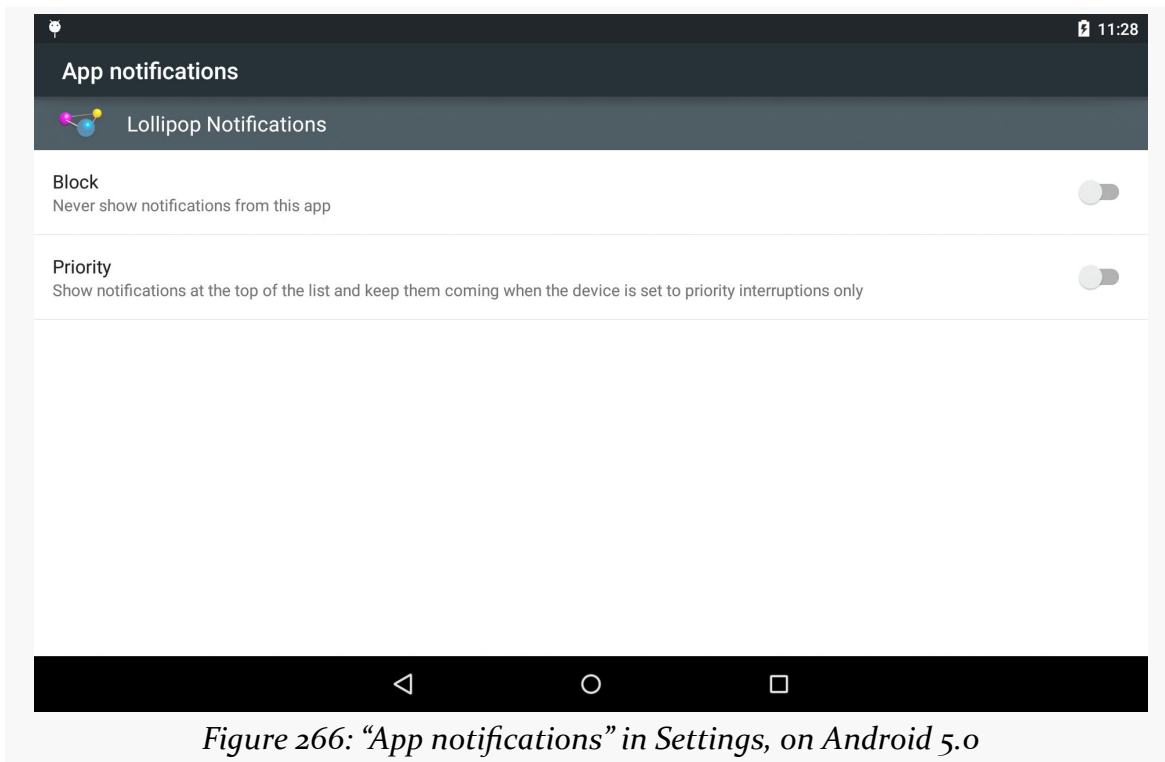 11:28
App notifications
Lollipop Notifications
Block
Never show notifications from this app
Priority
Show notifications at the top of the list and keep them coming when the device is set to priority interruptions only
Figure 266: “App notifications” in Settings, on Android 5.0